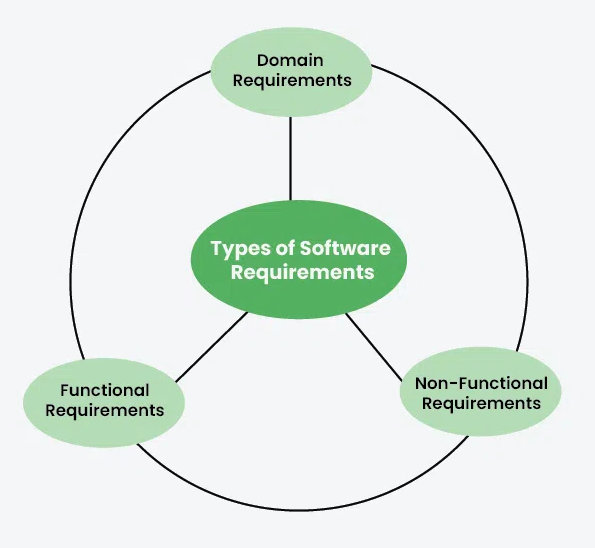 Domain
Requirements
Types of Software
Requirements
Functional
Requirements
Non-Functional
Requirements